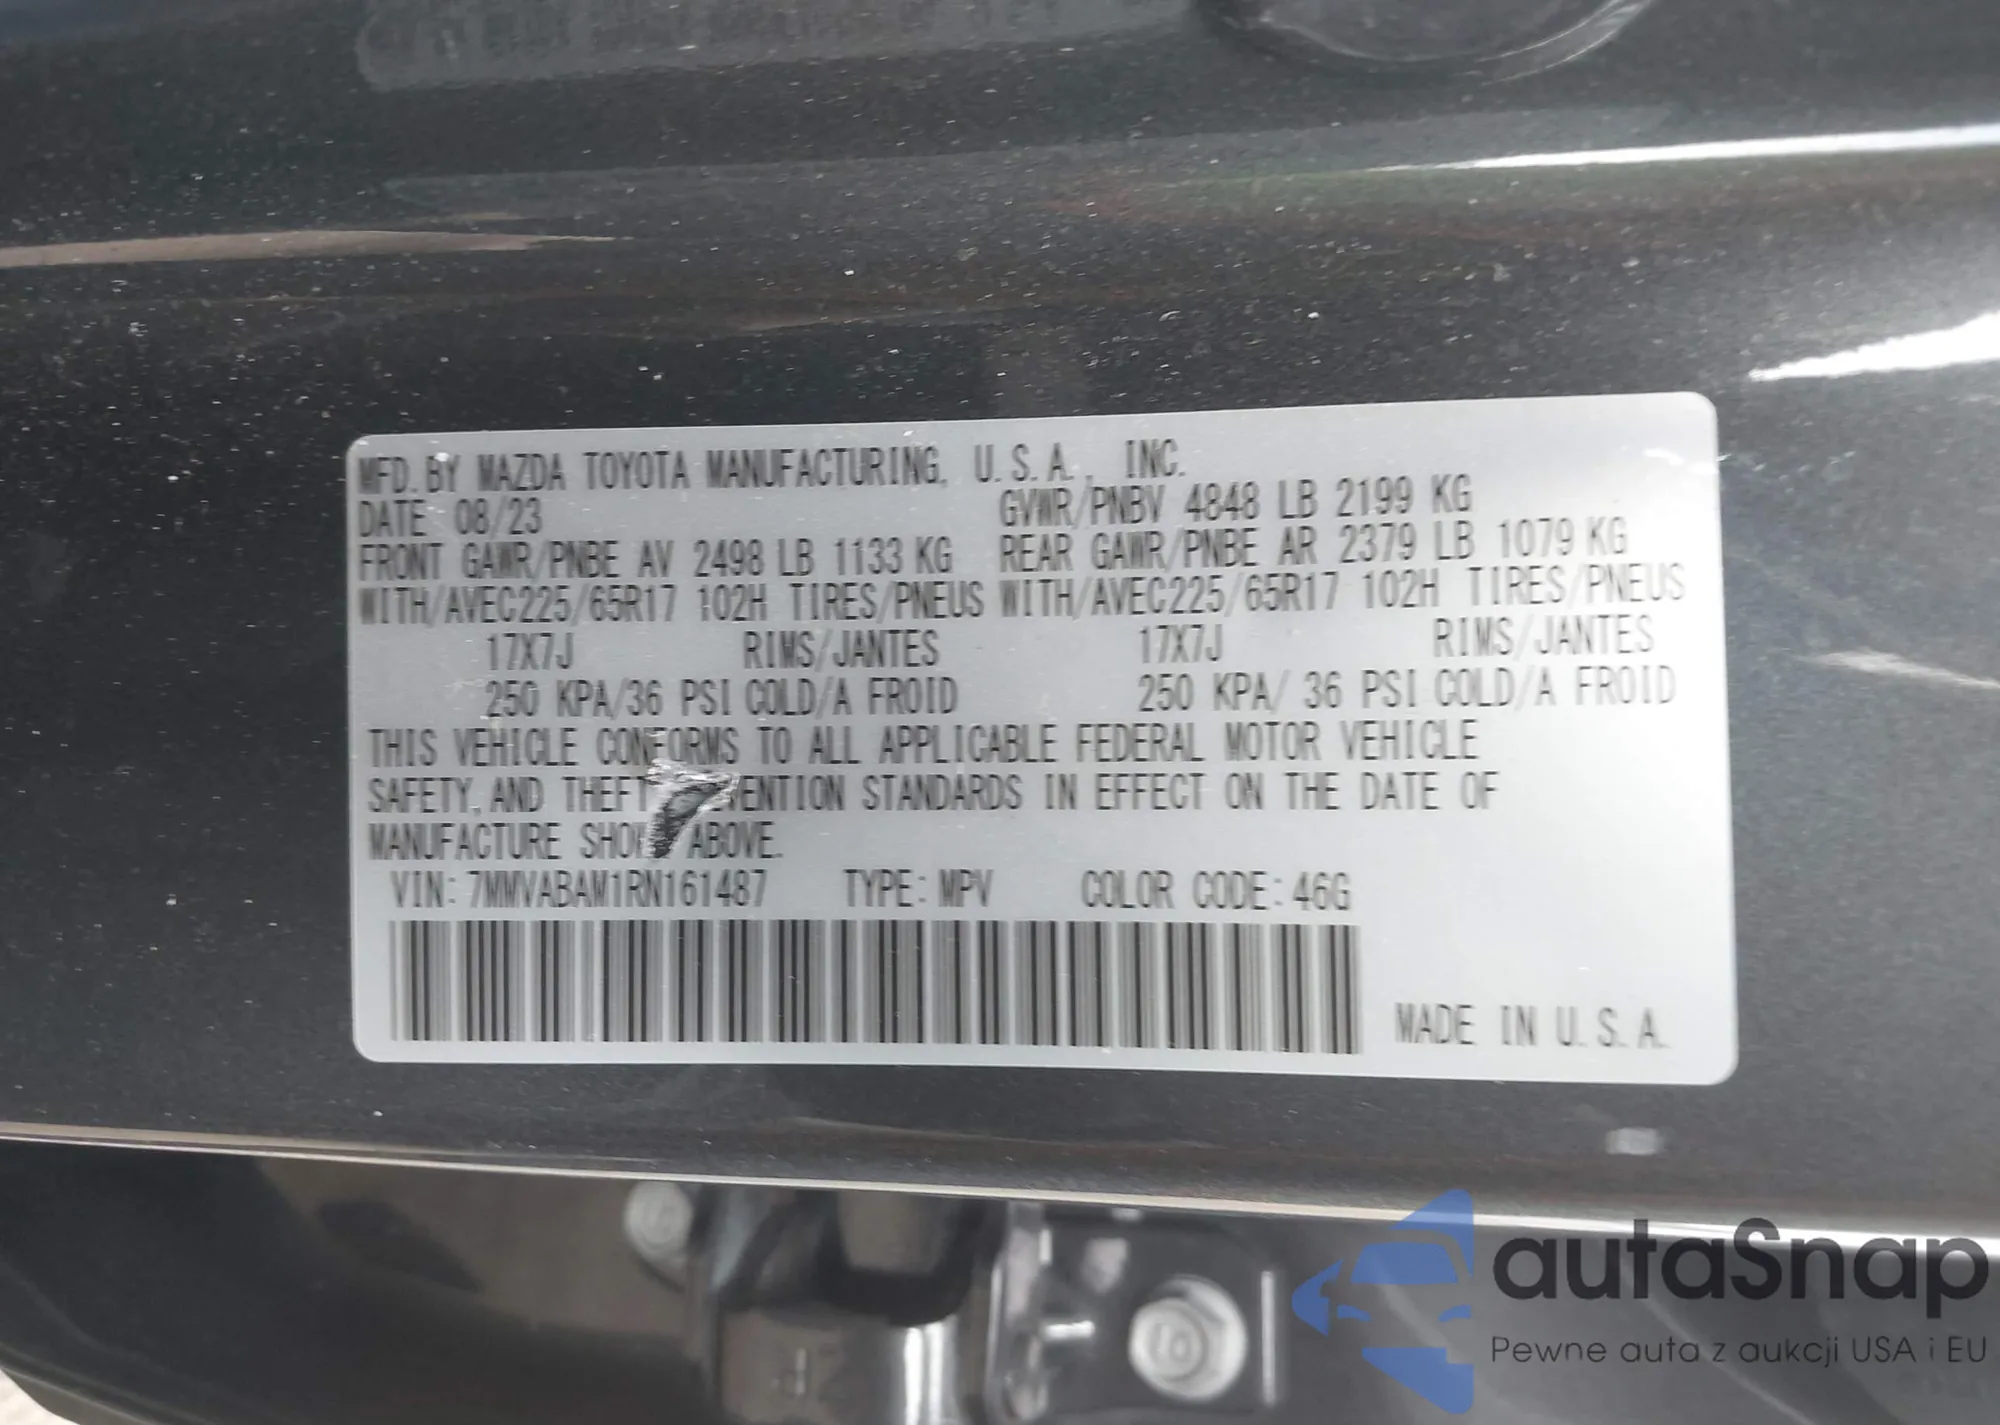 MFD. BY MAZDA TOYOTA MANUFACTURING, U.S.A., INC.
DATE 08/23 GVWR/PNBV 4848 LB 2199 KG
FRONT GAWR/PNBE AV 2498 LB 1133 KG REAR GAWR/PNBE AR 2379 LB 1079 KG
WITH/AVEC225/65R17 102H TIRES/PNEUS WITH/AVEC225/65R17 102H TIRES/PNEUS
17X7J RIMS/JANTES 17X7J RIMS/JANTES
250 KPA/36 PSI COLD/A FROID 250 KPA/ 36 PSI COLD/A FROID
THIS VEHICLE CONFORMS TO ALL APPLICABLE FEDERAL MOTOR VEHICLE
SAFETY, AND THEFT VENTION STANDARDS IN EFFECT ON THE DATE OF
MANUFACTURE SHOW ABOVE.
VIN: 7MMVABAM1RN161487 TYPE: MPV COLOR CODE: 46G
MADE IN U.S.A.
autaSnap
Pewne auta z aukcji USA i EU